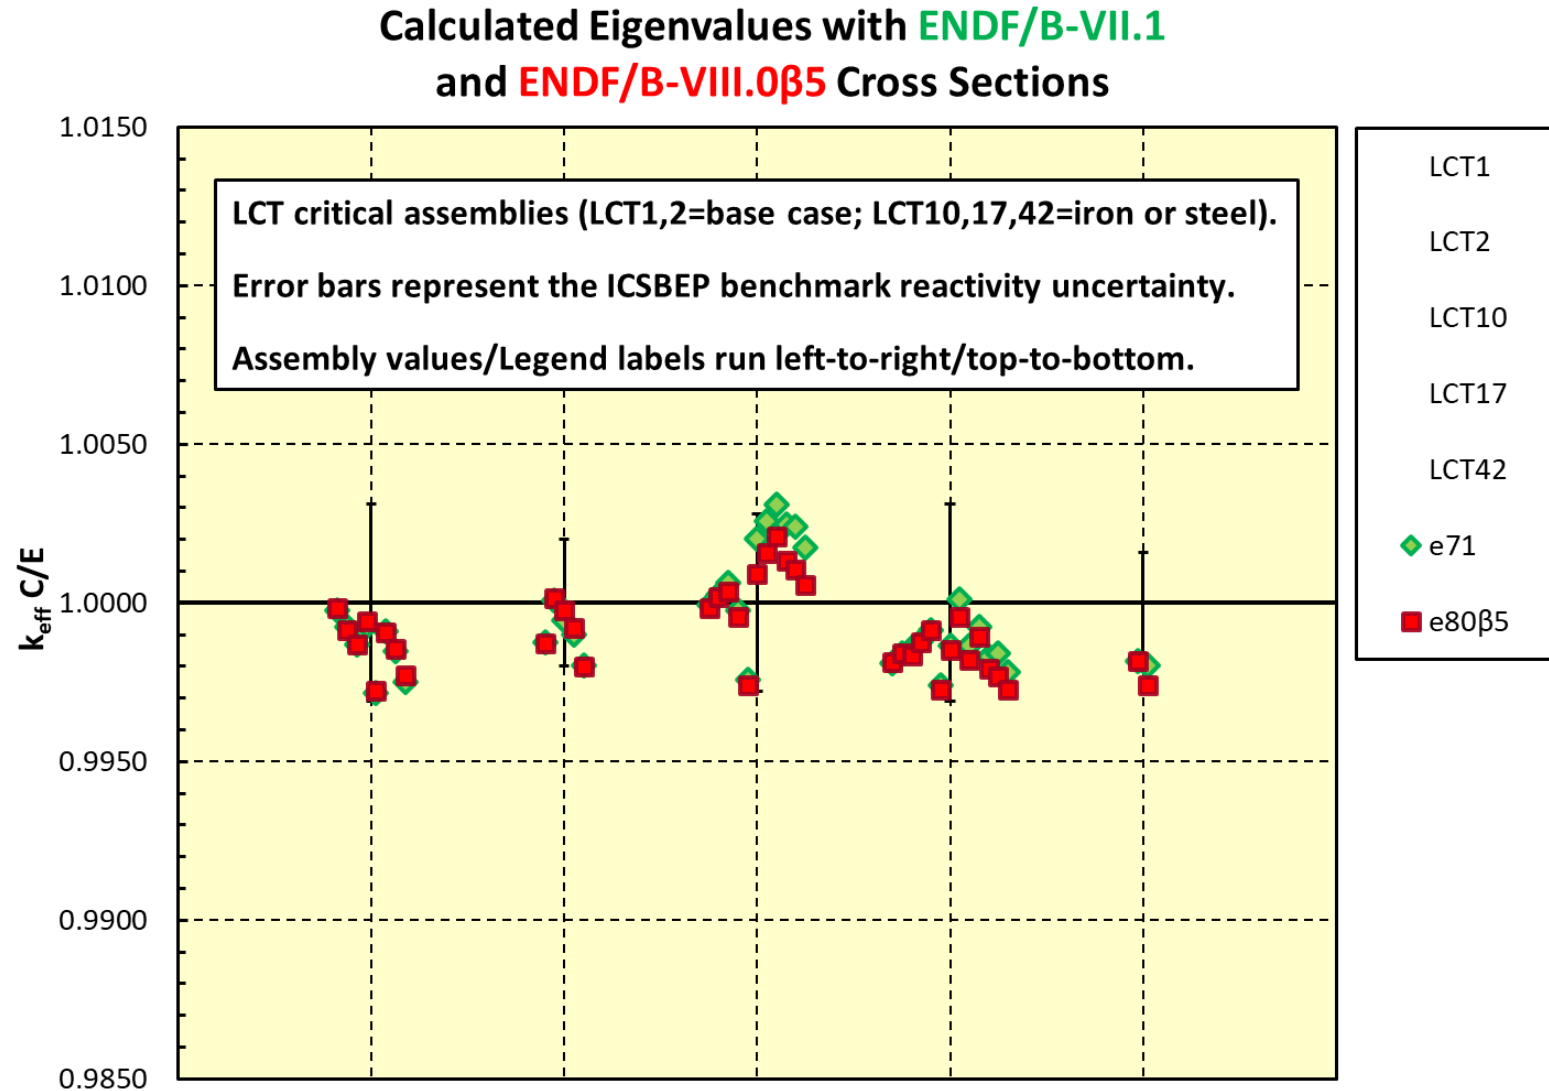 Calculated Eigenvalues with ENDF/B-VII.1
and ENDF/B-VIII.0β5 Cross Sections
1.0150
LCT critical assemblies (LCT1,2=base case; LCT10,17,42=iron or steel).
Error bars represent the ICSBEP benchmark reactivity uncertainty.
Assembly values/Legend labels run left-to-right/top-to-bottom.
1.0100
1.0050
1.0000
0.9950
0.9900
0.9850
keff C/E
LCT1
LCT2
LCT10
LCT17
LCT42
e71
e80β5